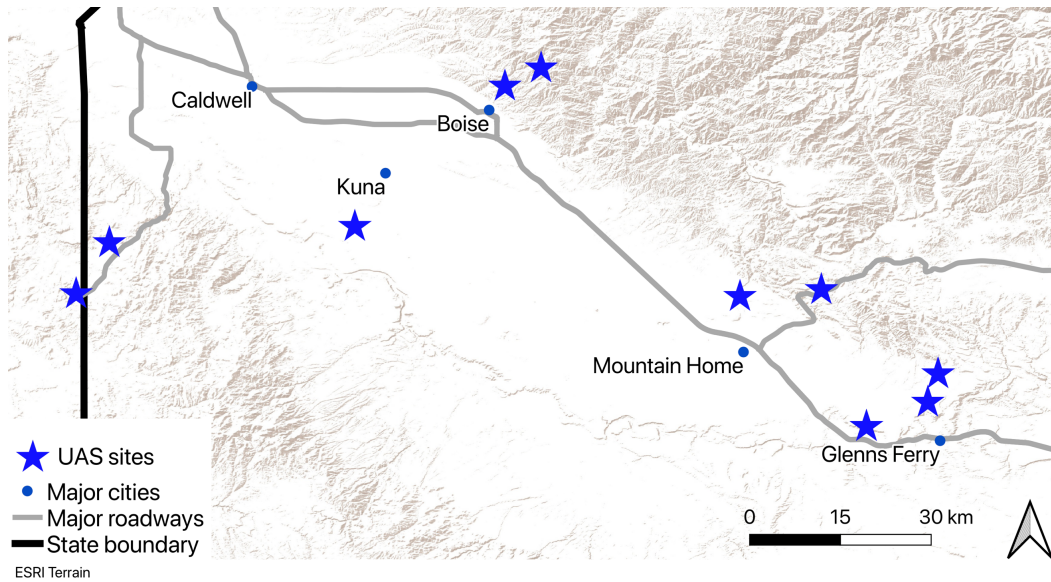 Caldwell
Boise
Kuna
Mountain Home
Glenns Ferry
UAS sites
Major cities
Major roadways
State boundary
0 15 30 km
ESRI Terrain